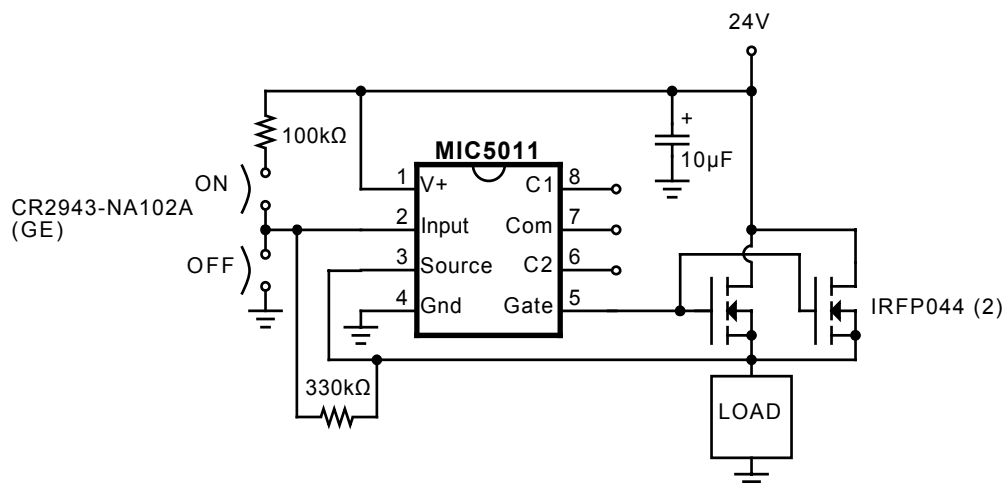 24V
+
100kΩ
10µF
MIC5011
ON
CR2943-NA102A
(GE)
OFF
1 V+ C1 8
2 Input Com 7
3 Source C2 6
4 Gnd Gate 5
IRFP044 (2)
330kΩ
LOAD